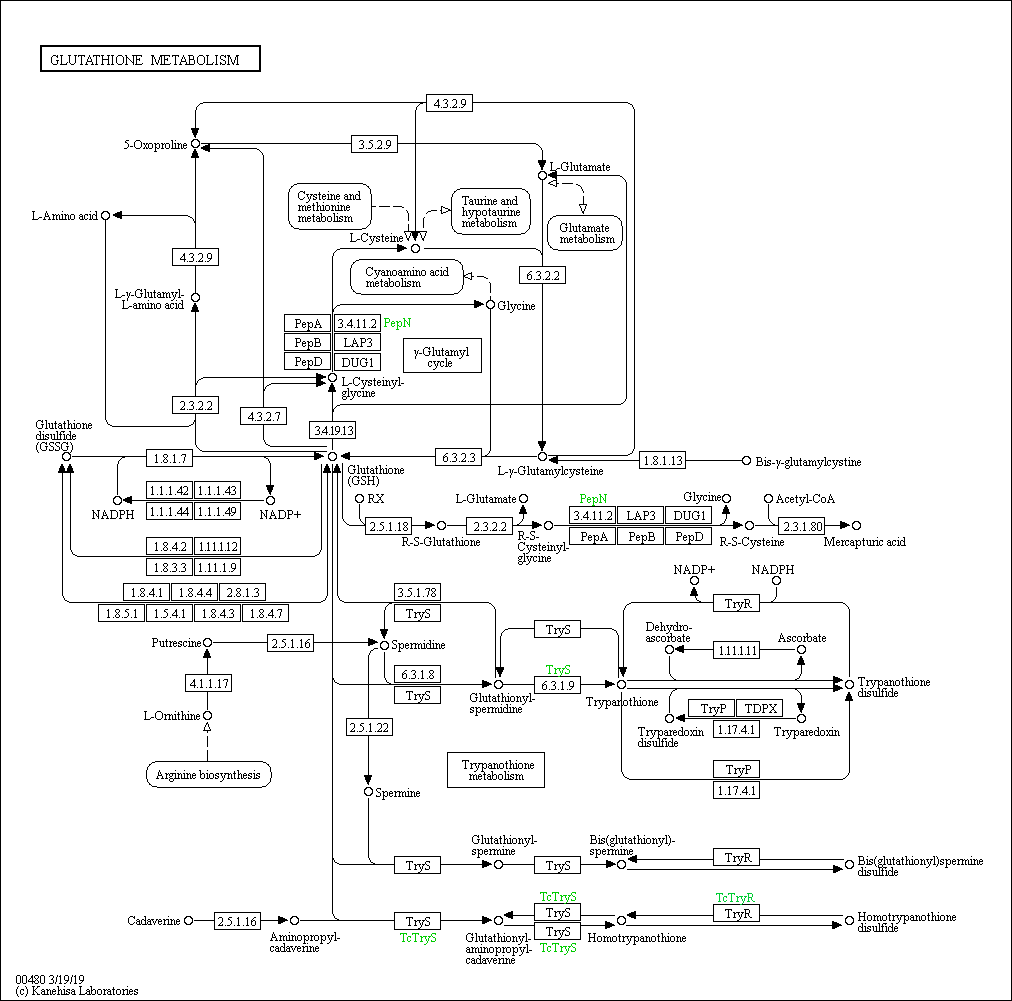 GLUTATHIONE METABOLISM
4.3.2.9
5-Oxoproline
3.5.2.9
L-Glutamate
Cysteine and
methionine
metabolism
Taurine and
hypotaurine
metabolism
L-Amino acid
Glutamate
metabolism
L-Cysteine
4.3.2.9
Cyanoamino acid
metabolism
6.3.2.2
L-γ-Glutamyl-
L-amino acid
Glycine
PepA
3.4.11.2
PepN
PepB
LAP3
PepD
DUG1
γ-Glutamyl
cycle
L-Cysteinyl-
glycine
2.3.2.2
4.3.2.7
3.4.19.13
Glutathione
disulfide
(GSSG)
1.8.1.7
Glutathione
(GSH)
6.3.2.3
L-γ-Glutamylcysteine
1.8.1.13
Bis-γ-glutamylcystine
1.1.1.42
1.1.1.43
1.1.1.44
1.1.1.49
NADPH
NADP+
RX
L-Glutamate
PepN
Glycine
Acetyl-CoA
2.5.1.18
2.3.2.2
3.4.11.2
LAP3
DUG1
PepA
PepB
PepD
2.3.1.80
R-S-Glutathione
R-S-
Cysteinyl-
glycine
R-S-Cysteine
Mercapturic acid
1.8.4.2
1.11.1.12
1.8.3.3
1.11.1.9
NADP+
NADPH
1.8.4.1
1.8.4.4
2.8.1.3
1.8.5.1
1.5.4.1
1.8.4.3
1.8.4.7
3.5.1.78
TryS
TryR
Putrescine
2.5.1.16
Spermidine
TryS
Dehydro-
ascorbate
Ascorbate
1.11.1.11
4.1.1.17
6.3.1.8
TryS
TryS
6.3.1.9
Glutathionyl-
spermidine
Trypanothione
Trypanothione
disulfide
L-Ornithine
2.5.1.22
TryP
TDPX
1.17.4.1
Tryparedoxin
disulfide
Tryparedoxin
Arginine biosynthesis
Trypanothione
metabolism
TryP
1.17.4.1
Spermine
Glutathionyl-
spermine
Bis(glutathionyl)-
spermine
TryS
TryS
TryR
Bis(glutathionyl)spermine
disulfide
Cadaverine
2.5.1.16
Aminopropyl-
cadaverine
TryS
TcTryS
Glutathionyl-
aminopropyl-
cadaverine
TcTryS
TryS
TryS
TcTryS
Homotrypanothione
TcTryR
TryR
Homotrypanothione
disulfide
00480 3/19/19
(c) Kanehisa Laboratories